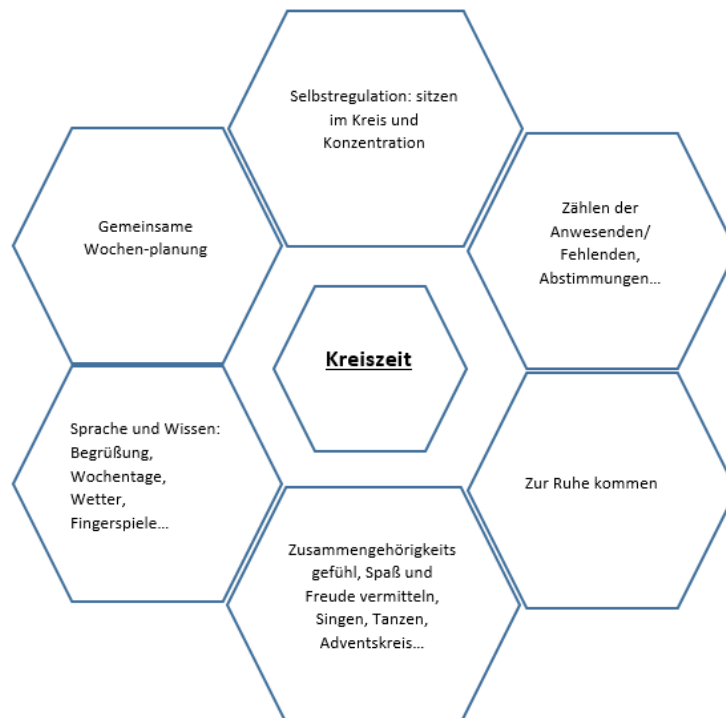 Selbstregulation: sitzen
im Kreis und
Konzentration
Gemeinsame
Wochen-planung
Zählen der
Anwesenden/
Fehlenden,
Abstimmungen…
Kreiszeit
Sprache und Wissen:
Begrüßung,
Wochentage,
Wetter,
Fingerspiele…
Zur Ruhe kommen
Zusammengehörigkeits
gefühl, Spaß und
Freude vermitteln,
Singen, Tanzen,
Adventskreis…